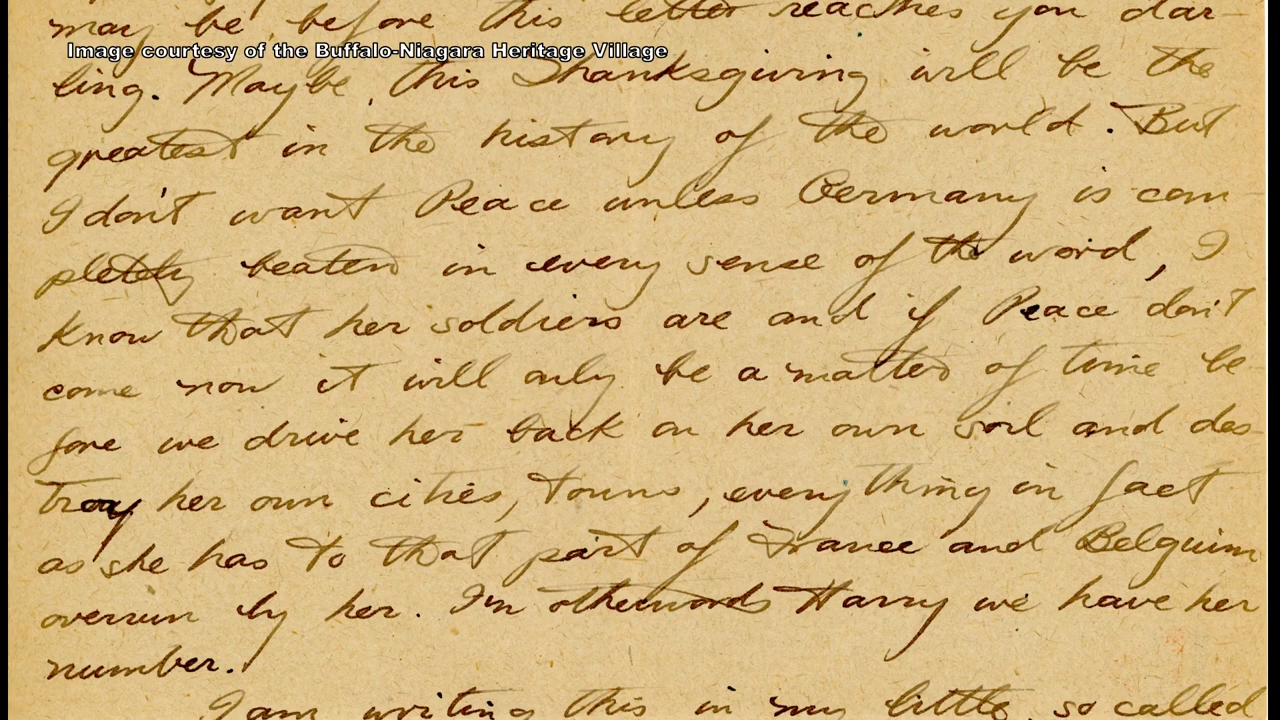 may be before this letter reaches you dar-
Image courtesy of the Buffalo-Niagara Heritage Village
ling. Maybe, this Thanksgiving will be the
greatest in the history of the world. But
I don't want Peace unless Germany is com-
pletely beaten in every sense of the word, I
know that her soldiers are and if Peace don't
come now it will only be a matter of time be-
fore we drive her back on her own soil and des-
troy her own cities, towns, everything in fact
as she has to that part of France and Belguim
overrun by her. I'm otherwords Harry we have her
number.
I am writing this in my little so called